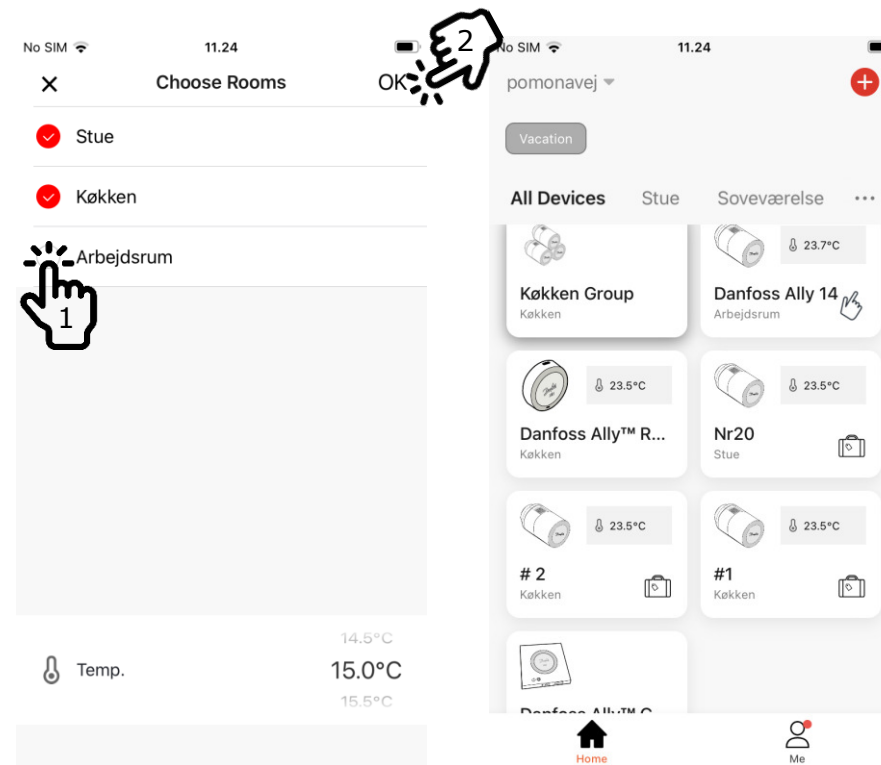 No SIM
11.24
Choose Rooms
OK
2
Stue
Køkken
Arbejdsrum
1
14.5°C
Temp.
15.0°C
15.5°C
No SIM
11.24
pomonavej
Vacation
All Devices
Stue
Soveværelse
...
Køkken Group
Køkken
23.7°C
Danfoss Ally 14
Arbejdsrum
23.5°C
Danfoss Ally™ R...
Køkken
23.5°C
Nr20
Stue
23.5°C
# 2
Køkken
23.5°C
#1
Køkken
Danfoss Ally™ G
Home
Me